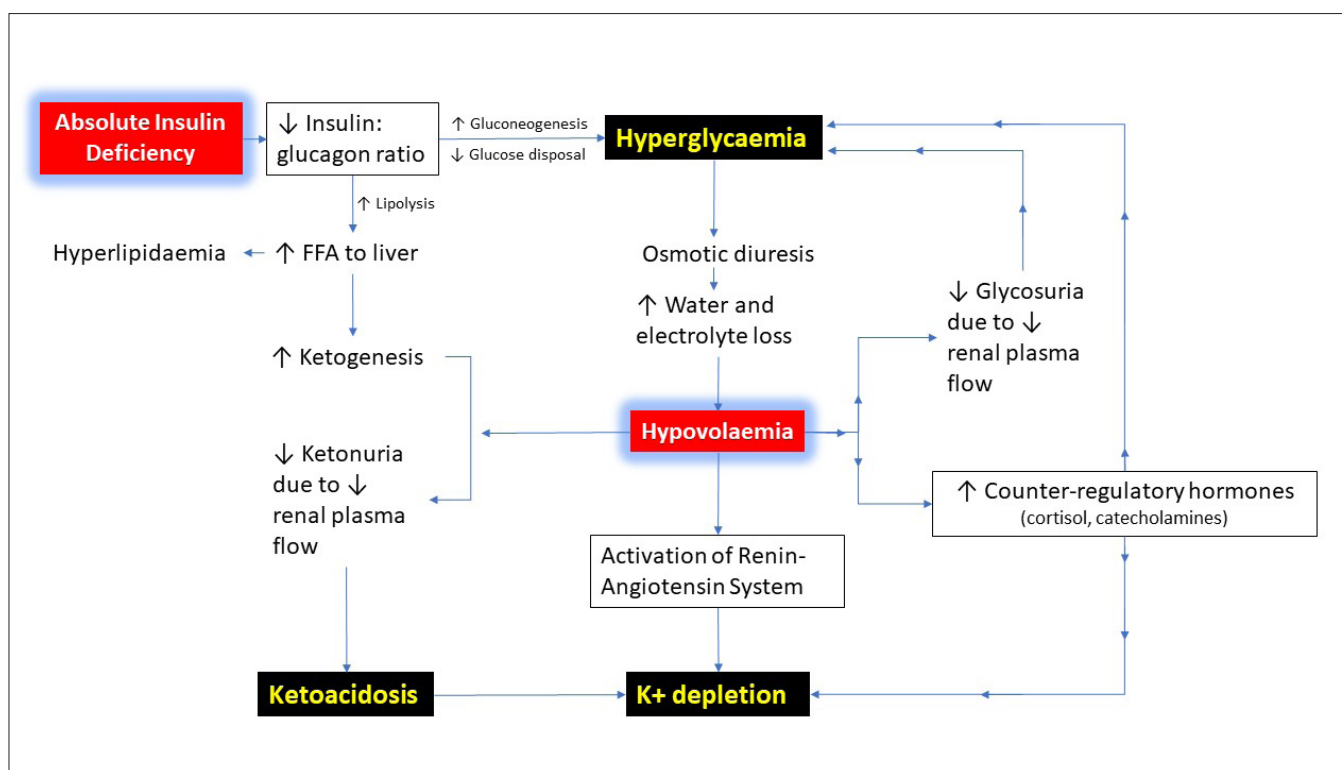 Absolute Insulin
Deficiency
↓ Insulin:
glucagon ratio
↑ Gluconeogenesis
↓ Glucose disposal
Hyperglycaemia
↑ Lipolysis
Hyperlipidaemia
↑ FFA to liver
Osmotic diuresis
↑ Water and
electrolyte loss
↓ Glycosuria
due to ↓
renal plasma
flow
↑ Ketogenesis
Hypovolaemia
↓ Ketonuria
due to ↓
renal plasma
flow
↑ Counter-regulatory hormones
(cortisol, catecholamines)
Activation of Renin-
Angiotensin System
Ketoacidosis
K+ depletion